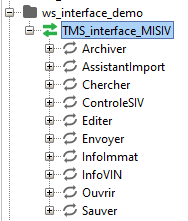 ws_interface_demo
TMS_interface_MISIV
Archiver
AssistantImport
Chercher
ControleSIV
Editer
Envoyer
InfoImmat
InfoVIN
Ouvrir
Sauver